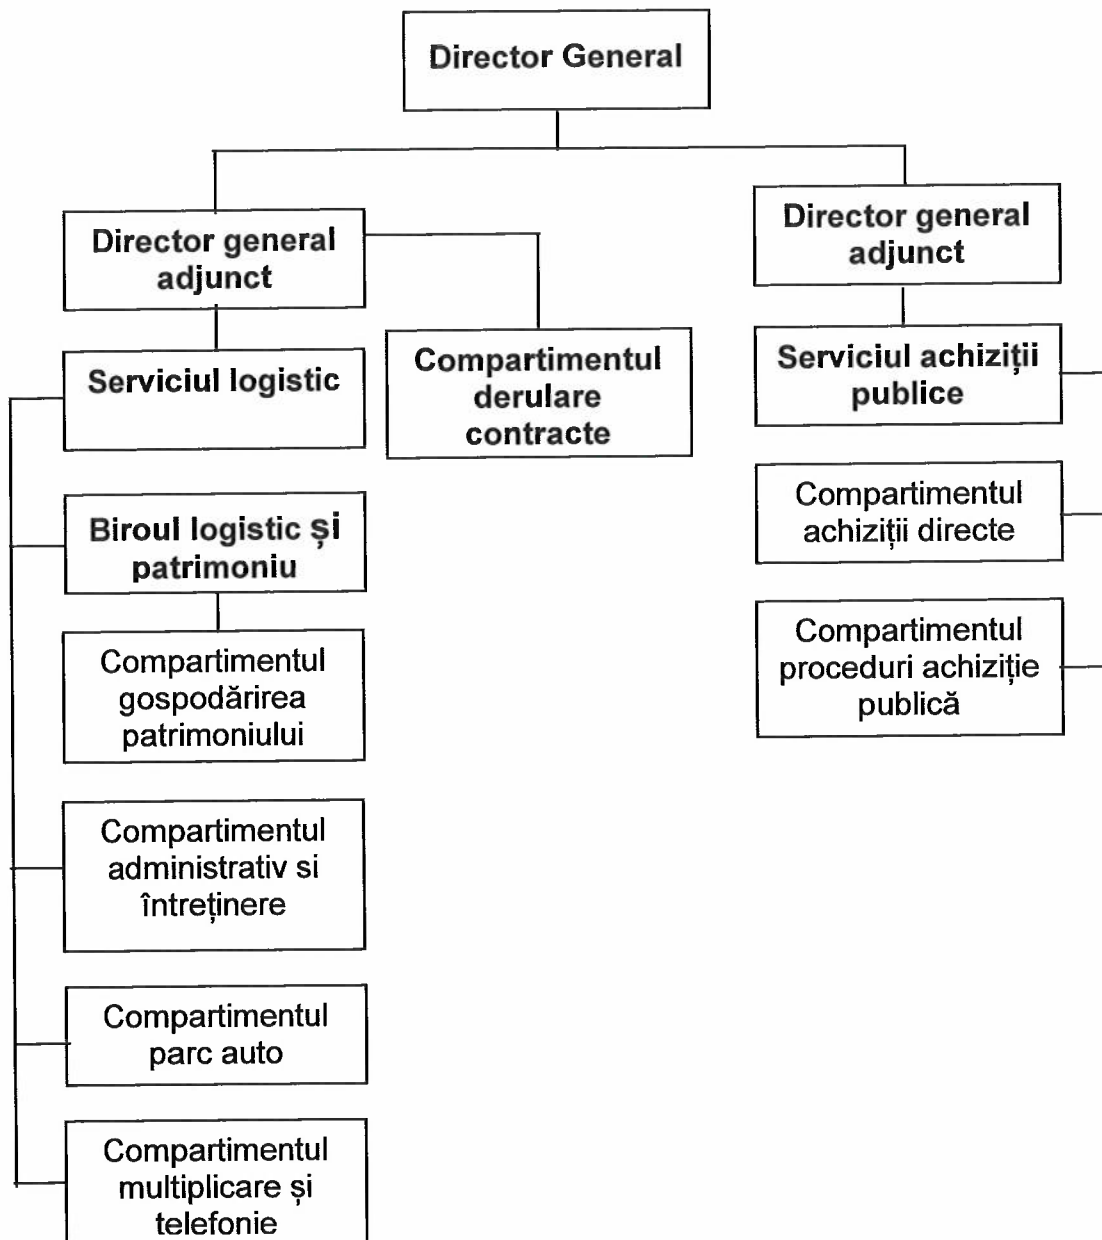 Director General
Director general
adjunct
Serviciul logistic
Compartimentul
derulare
contracte
Biroul logistic și
patrimoniu
Compartimentul
gospodărirea
patrimoniului
Compartimentul
administrativ si
întreținere
Compartimentul
parc auto
Compartimentul
multiplicare și
telefonie
Director general
adjunct
Serviciul achiziții
publice
Compartimentul
achiziții directe
Compartimentul
proceduri achiziție
publică